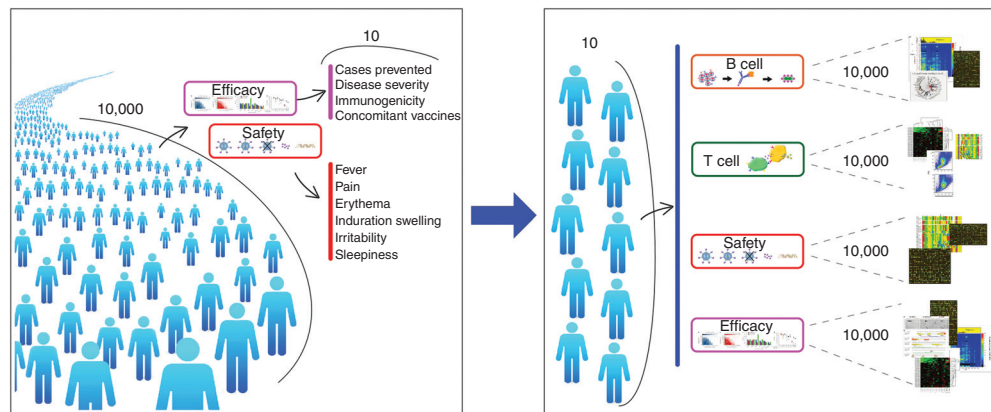 10
Efficacy
Cases prevented
Disease severity
Immunogenicity
Concomitant vaccines
10,000
Safety
Fever
Pain
Erythema
Induration swelling
Irritability
Sleepiness
10
B cell
10,000
T cell
10,000
Safety
10,000
Efficacy
10,000